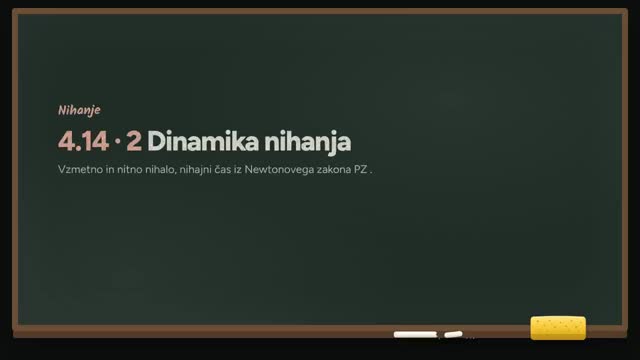 Nihanje
4.14 · 2 Dinamika nihanja
Vzmetno in nitno nihalo, nihajni čas iz Newtonovega zakona PZ .